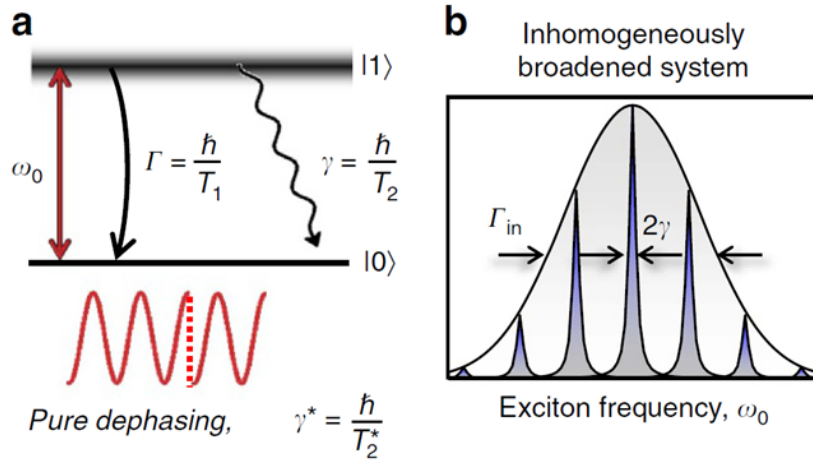 a
|1⟩
ω₀
Γ = ħ/T₁
γ = ħ/T₂
|0⟩
Pure dephasing, γ* = ħ/T₂*
b
Inhomogeneously
broadened system
Γin
2γ
Exciton frequency, ω₀